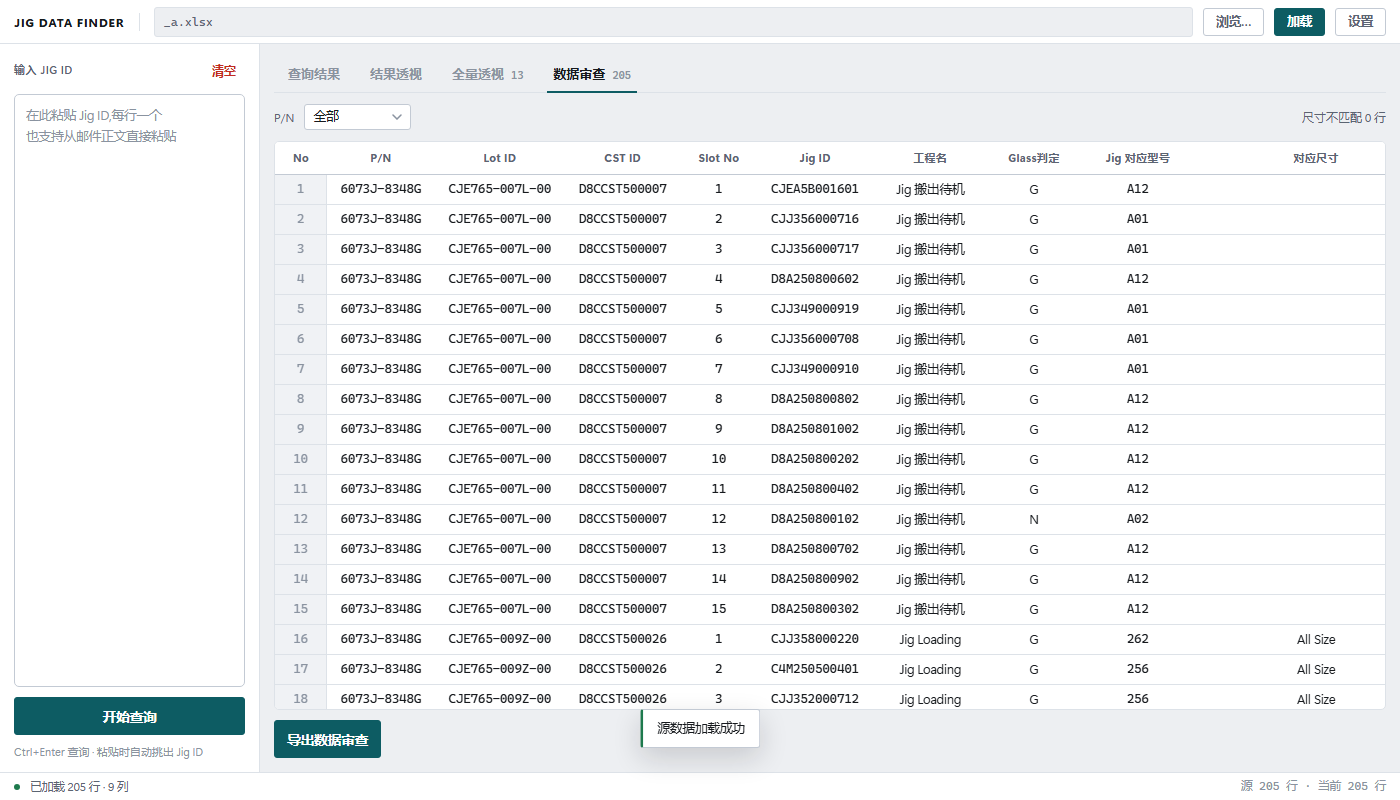 JIG DATA FINDER
_a.xlsx
浏览...
加载
设置
输入 JIG ID
清空
在此粘贴 Jig ID,每行一个
也支持从邮件正文直接粘贴
开始查询
Ctrl+Enter 查询 · 粘贴时自动挑出 Jig ID
查询结果 结果透视 全量透视 13 数据审查 205
P/N 全部
尺寸不匹配 0 行
No P/N Lot ID CST ID Slot No Jig ID 工程名 Glass判定 Jig 对应型号 对应尺寸
1 6073J-8348G CJE765-007L-00 D8CCST500007 1 CJEA5B001601 Jig 搬出待机 G A12
2 6073J-8348G CJE765-007L-00 D8CCST500007 2 CJJ356000716 Jig 搬出待机 G A01
3 6073J-8348G CJE765-007L-00 D8CCST500007 3 CJJ356000717 Jig 搬出待机 G A01
4 6073J-8348G CJE765-007L-00 D8CCST500007 4 D8A250800602 Jig 搬出待机 G A12
5 6073J-8348G CJE765-007L-00 D8CCST500007 5 CJJ349000919 Jig 搬出待机 G A01
6 6073J-8348G CJE765-007L-00 D8CCST500007 6 CJJ356000708 Jig 搬出待机 G A01
7 6073J-8348G CJE765-007L-00 D8CCST500007 7 CJJ349000910 Jig 搬出待机 G A01
8 6073J-8348G CJE765-007L-00 D8CCST500007 8 D8A250800802 Jig 搬出待机 G A12
9 6073J-8348G CJE765-007L-00 D8CCST500007 9 D8A250801002 Jig 搬出待机 G A12
10 6073J-8348G CJE765-007L-00 D8CCST500007 10 D8A250800202 Jig 搬出待机 G A12
11 6073J-8348G CJE765-007L-00 D8CCST500007 11 D8A250800402 Jig 搬出待机 G A12
12 6073J-8348G CJE765-007L-00 D8CCST500007 12 D8A250800102 Jig 搬出待机 N A02
13 6073J-8348G CJE765-007L-00 D8CCST500007 13 D8A250800702 Jig 搬出待机 G A12
14 6073J-8348G CJE765-007L-00 D8CCST500007 14 D8A250800902 Jig 搬出待机 G A12
15 6073J-8348G CJE765-007L-00 D8CCST500007 15 D8A250800302 Jig 搬出待机 G A12
16 6073J-8348G CJE765-009Z-00 D8CCST500026 1 CJJ358000220 Jig Loading G 262 All Size
17 6073J-8348G CJE765-009Z-00 D8CCST500026 2 C4M250500401 Jig Loading G 256 All Size
18 6073J-8348G CJE765-009Z-00 D8CCST500026 3 CJJ352000712 Jig Loading G 256 All Size
导出数据审查
源数据加载成功
已加载 205 行 · 9 列
源 205 行 · 当前 205 行